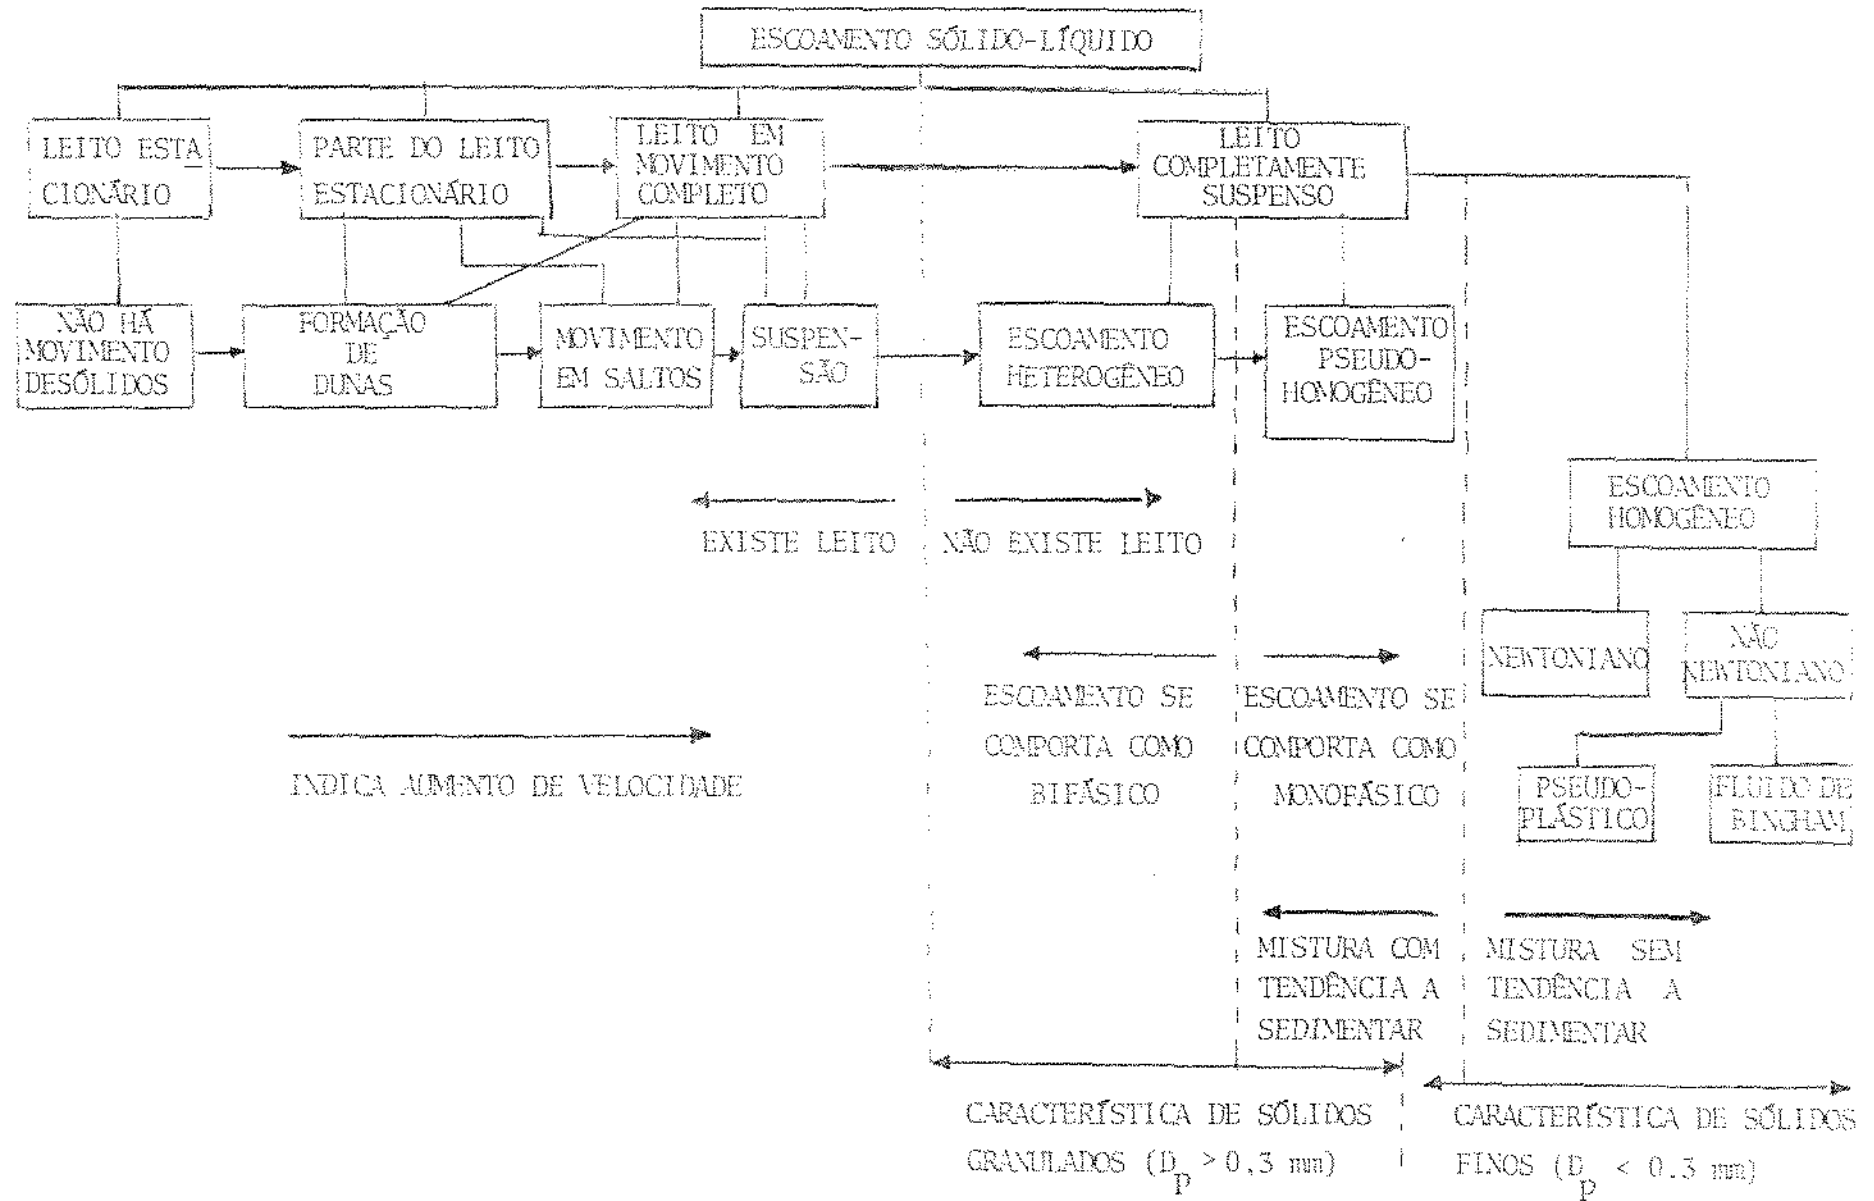 ESCOAMENTO SÓLIDO-LÍQUIDO
LEITO ESTA
CIONÁRIO
PARTE DO LEITO
ESTACIONÁRIO
LEITO EM
MOVIMENTO
COMPLETO
LEITO
COMPLETAMENTE
SUSPENSO
NÃO HÁ
MOVIMENTO
DESÓLIDOS
FORMAÇÃO
DE
DUNAS
MOVIMENTO
EM SALTOS
SUSPEN-
SÃO
ESCOAMENTO
HETEROGÊNEO
ESCOAMENTO
PSEUDO-
HOMOGÊNEO
ESCOAMENTO
HOMOGÊNEO
EXISTE LEITO
NÃO EXISTE LEITO
NEWTONIANO
NÃO
NEWTONIANO
ESCOAMENTO SE
COMPORTA COMO
BIFÁSICO
ESCOAMENTO SE
COMPORTA COMO
MONOFÁSICO
INDICA AUMENTO DE VELOCIDADE
PSEUDO-
PLÁSTICO
FLUIDO DE
BINGHAM
MISTURA COM
TENDÊNCIA A
SEDIMENTAR
MISTURA SEM
TENDÊNCIA A
SEDIMENTAR
CARACTERÍSTICA DE SÓLIDOS
GRANULADOS (Dp > 0,3 mm)
CARACTERÍSTICA DE SÓLIDOS
FINOS (Dp < 0.3 mm)